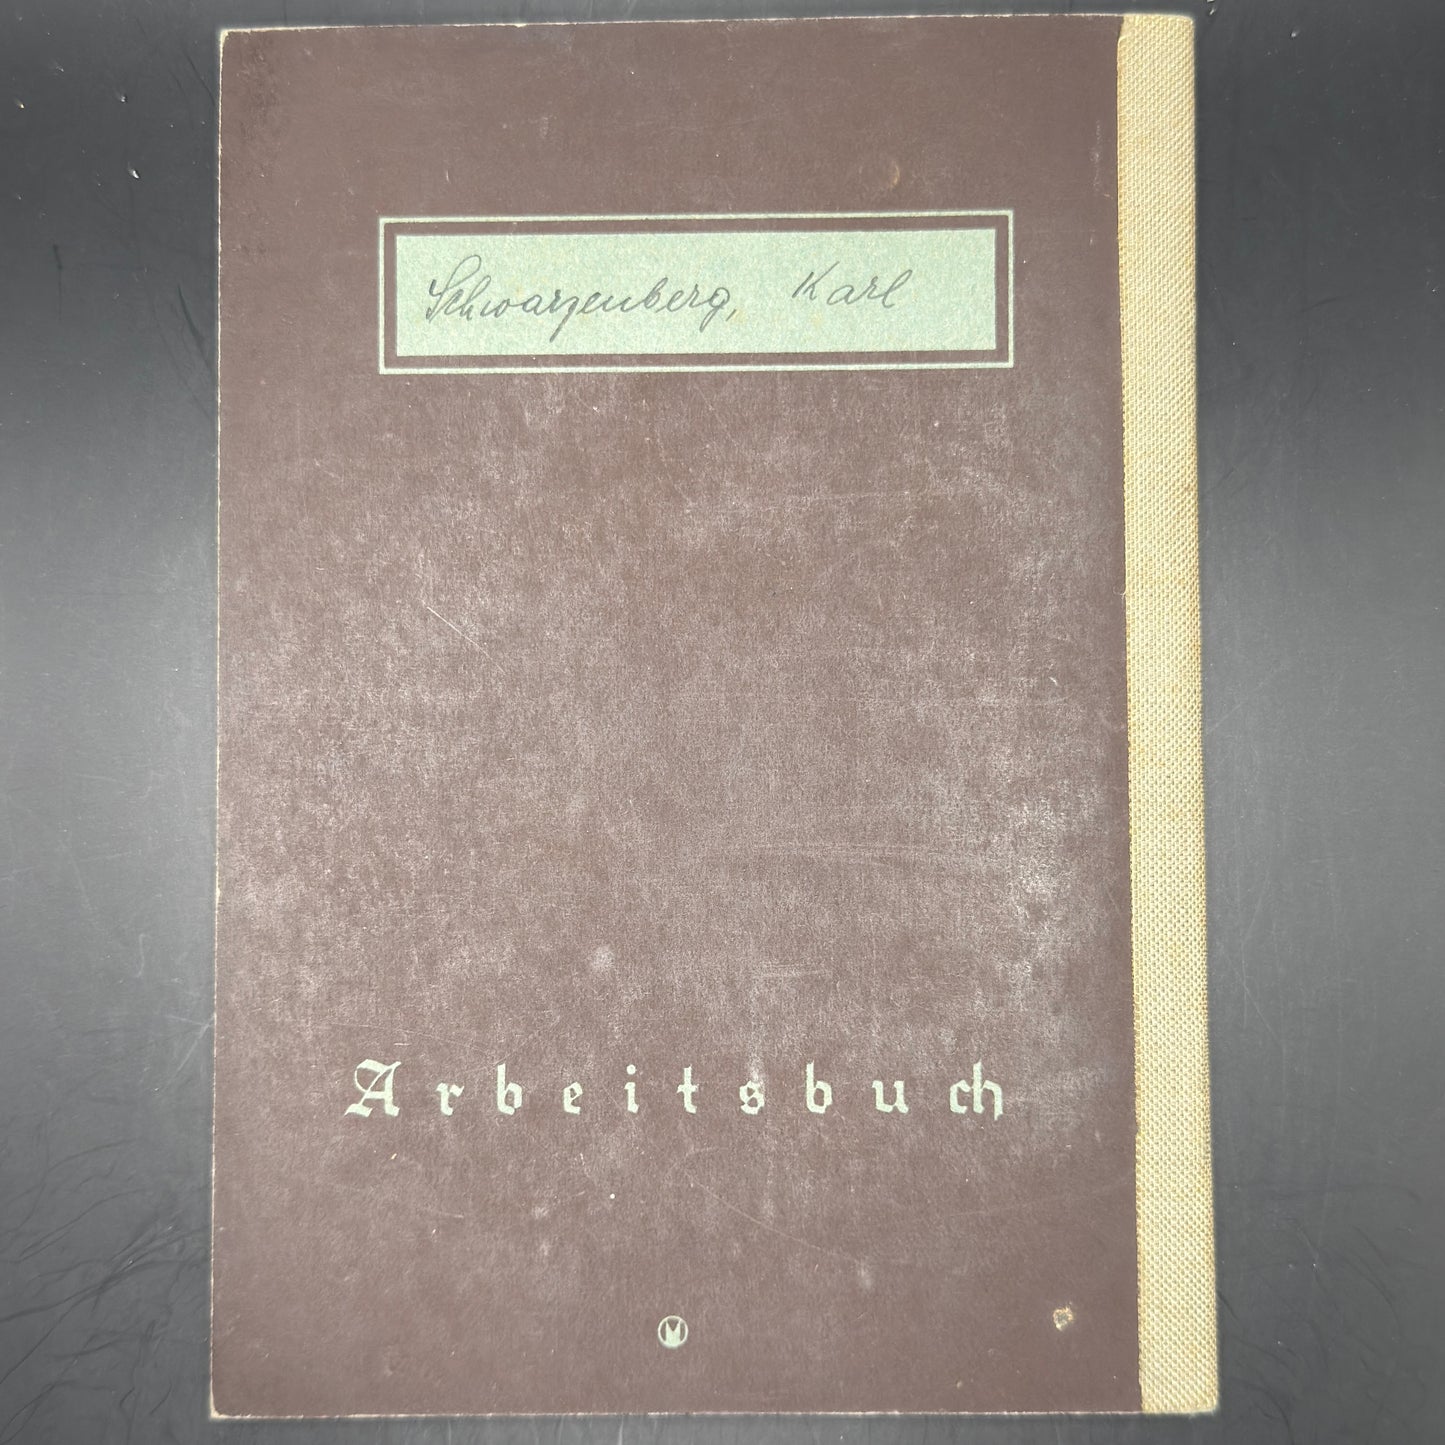 Schwarzenberg, Karl
Arbeitsbuch
M